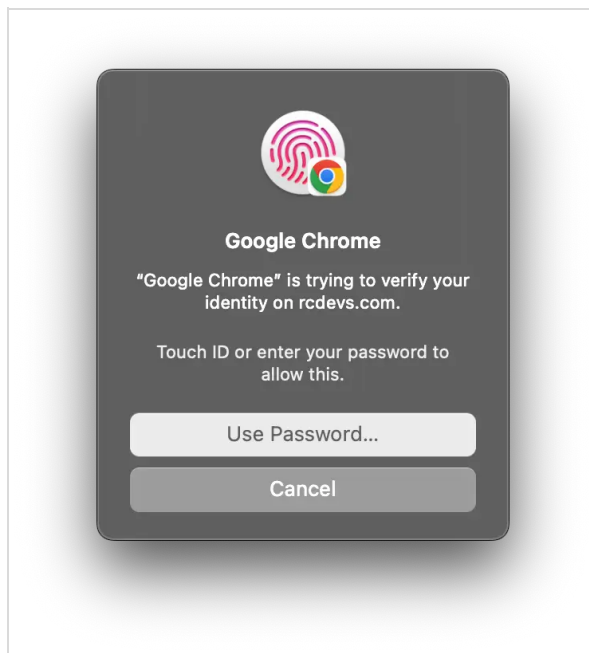 Google Chrome
“Google Chrome” is trying to verify your
identity on rcdevs.com.
Touch ID or enter your password to
allow this.
Use Password...
Cancel